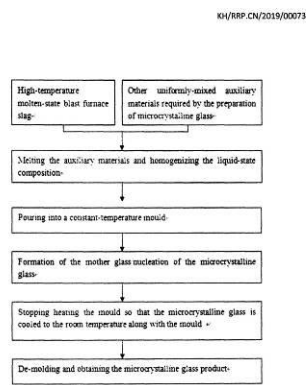 KH/RRP.CN/2019/00073
High-temperature
molten-state blast furnace
slag-
Other uniformly-mixed auxiliary
materials required by the preparation
of microcrystalline glass-
Melting the auxiliary materials and homogenizing the liquid-state
composition-
Pouring into a constant-temperature mould-
Formation of the mother glass nucleation of the microcrystalline
glass-
Stopping heating the mould so that the microcrystalline glass is
cooled to the room temperature along with the mould
De-molding and obtaining the microcrystalline glass product-